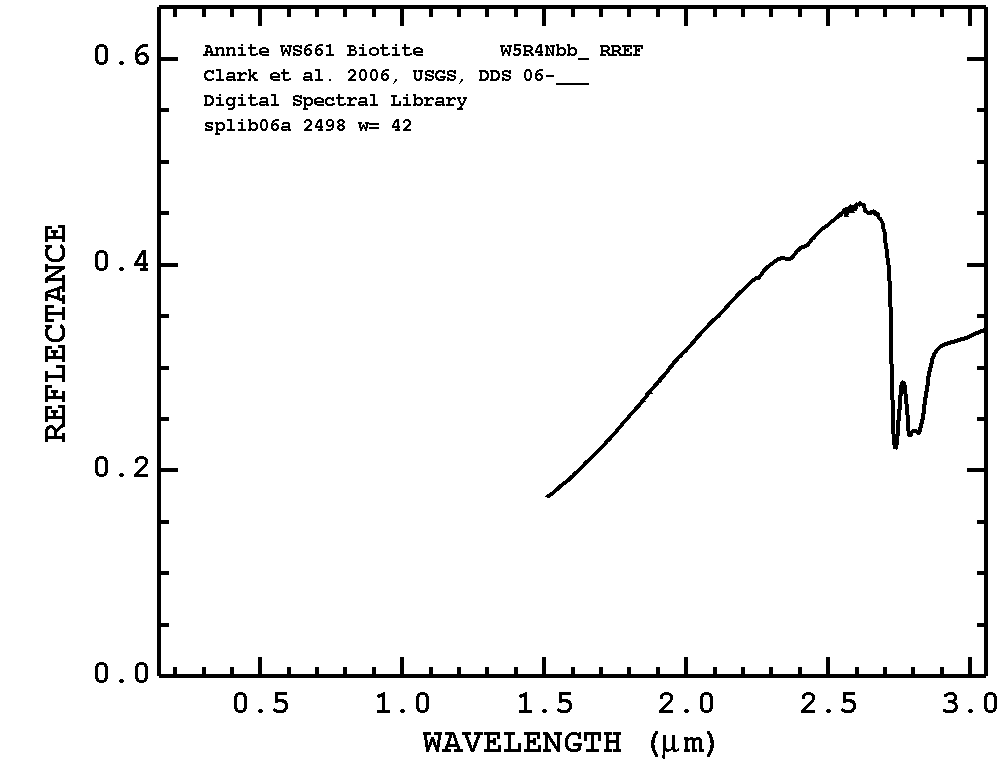 Annite WS661 Biotite W5R4Nbb_ RREF
Clark et al. 2006, USGS, DDS 06-___
Digital Spectral Library
splib06a 2498 w= 42
REFLECTANCE
0.6
0.4
0.2
0.0
0.5 1.0 1.5 2.0 2.5 3.0
WAVELENGTH (μm)